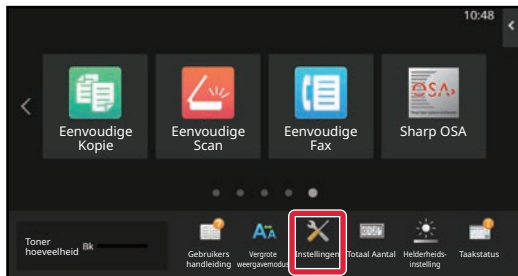 10:48
Eenvoudige
Kopie
Eenvoudige
Scan
Eenvoudige
Fax
Sharp OSA
OSA
Toner
hoeveelheid
Bk
Gebruikers
handleiding
Vergrote
weergavemodus
Instellingen
Totaal Aantal
Helderheids-
instelling
Taakstatus